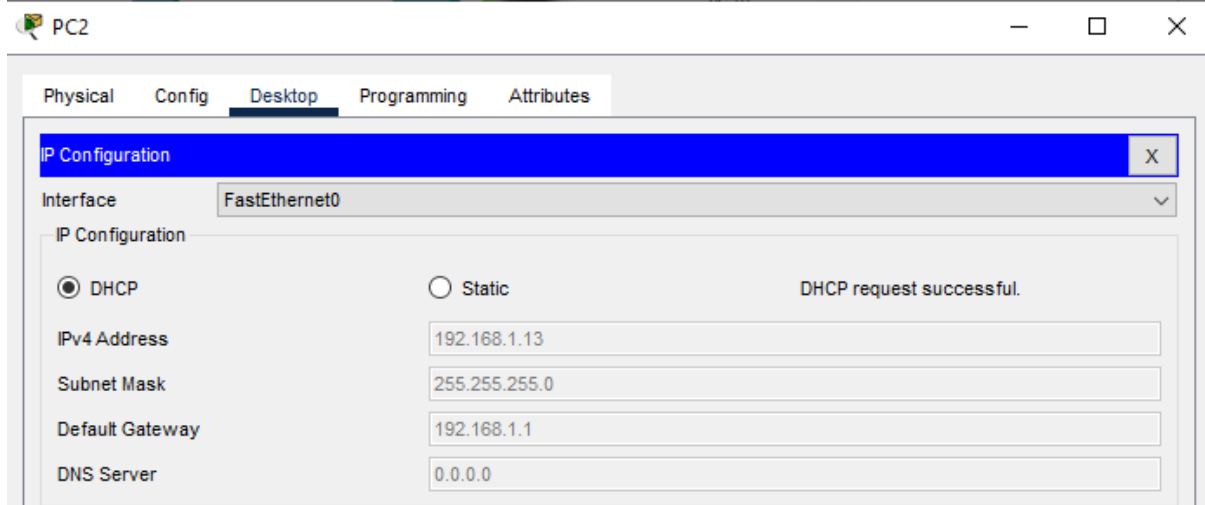 PC2
Physical Config Desktop Programming Attributes
IP Configuration X
Interface FastEthernet0
IP Configuration
DHCP Static DHCP request successful.
IPv4 Address 192.168.1.13
Subnet Mask 255.255.255.0
Default Gateway 192.168.1.1
DNS Server 0.0.0.0